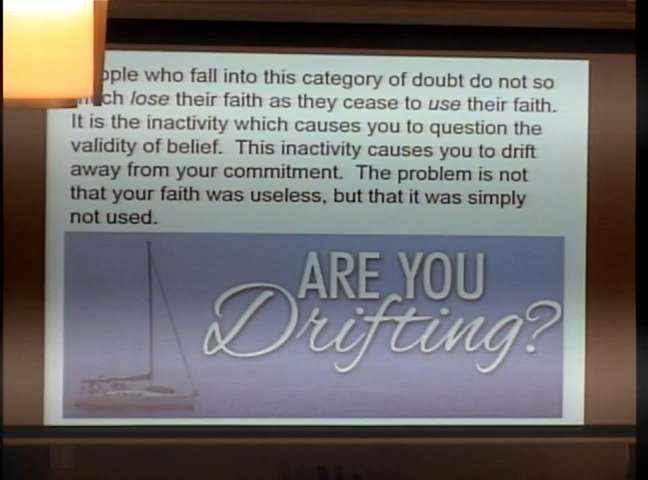 ople who fall into this category of doubt do not so
ch lose their faith as they cease to use their faith.
It is the inactivity which causes you to question the
validity of belief. This inactivity causes you to drift
away from your commitment. The problem is not
that your faith was useless, but that it was simply
not used.
ARE YOU
Drifting?